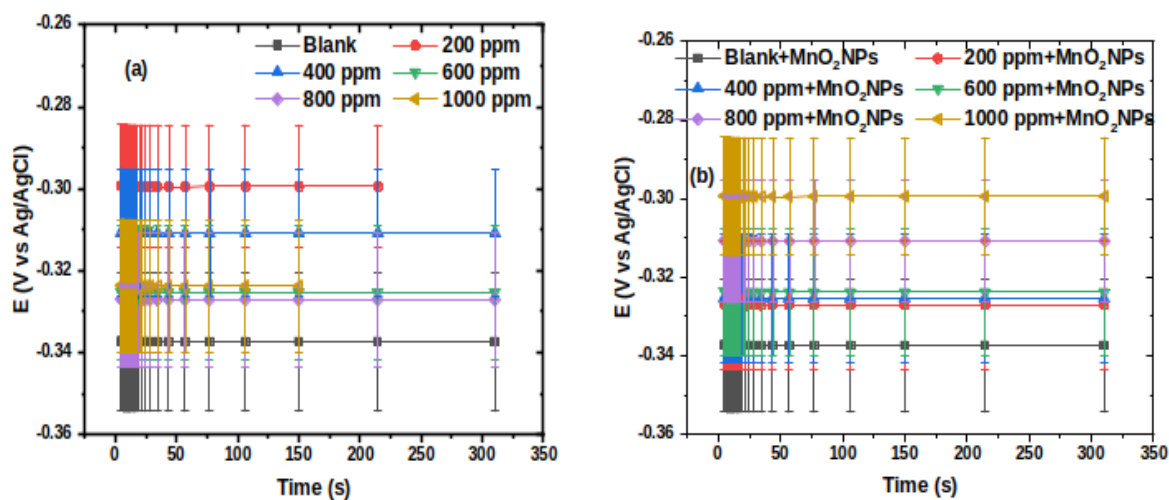 -0.26
-0.28
-0.30
-0.32
-0.34
-0.36
E (V vs Ag/AgCl)
(a)
Blank 200 ppm
400 ppm 600 ppm
800 ppm 1000 ppm
0 50 100 150 200 250 300 350
Time (s)
-0.26
-0.28
-0.30
-0.32
-0.34
-0.36
E (V vs Ag/AgCl)
Blank+MnO₂NPs 200 ppm+MnO₂NPs
400 ppm+MnO₂NPs 600 ppm+MnO₂NPs
800 ppm+MnO₂NPs 1000 ppm+MnO₂NPs
(b)
0 50 100 150 200 250 300 350
Time (s)